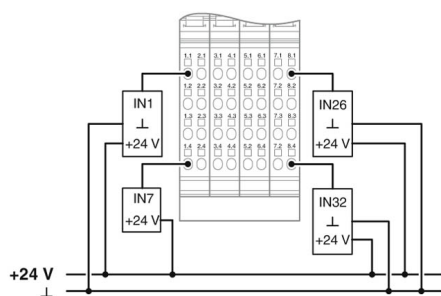 1.1 2.1 3.1 4.1 5.1 6.1 7.1 8.1
1.2 2.2 3.2 4.2 5.2 6.2 7.2 8.2
1.3 2.3 3.3 4.3 5.3 6.3 7.3 8.3
1.4 2.4 3.4 4.4 5.2 6.4 7.2 8.4
IN1
+24 V
IN7
+24 V
IN26
+24 V
IN32
+24 V
+24 V